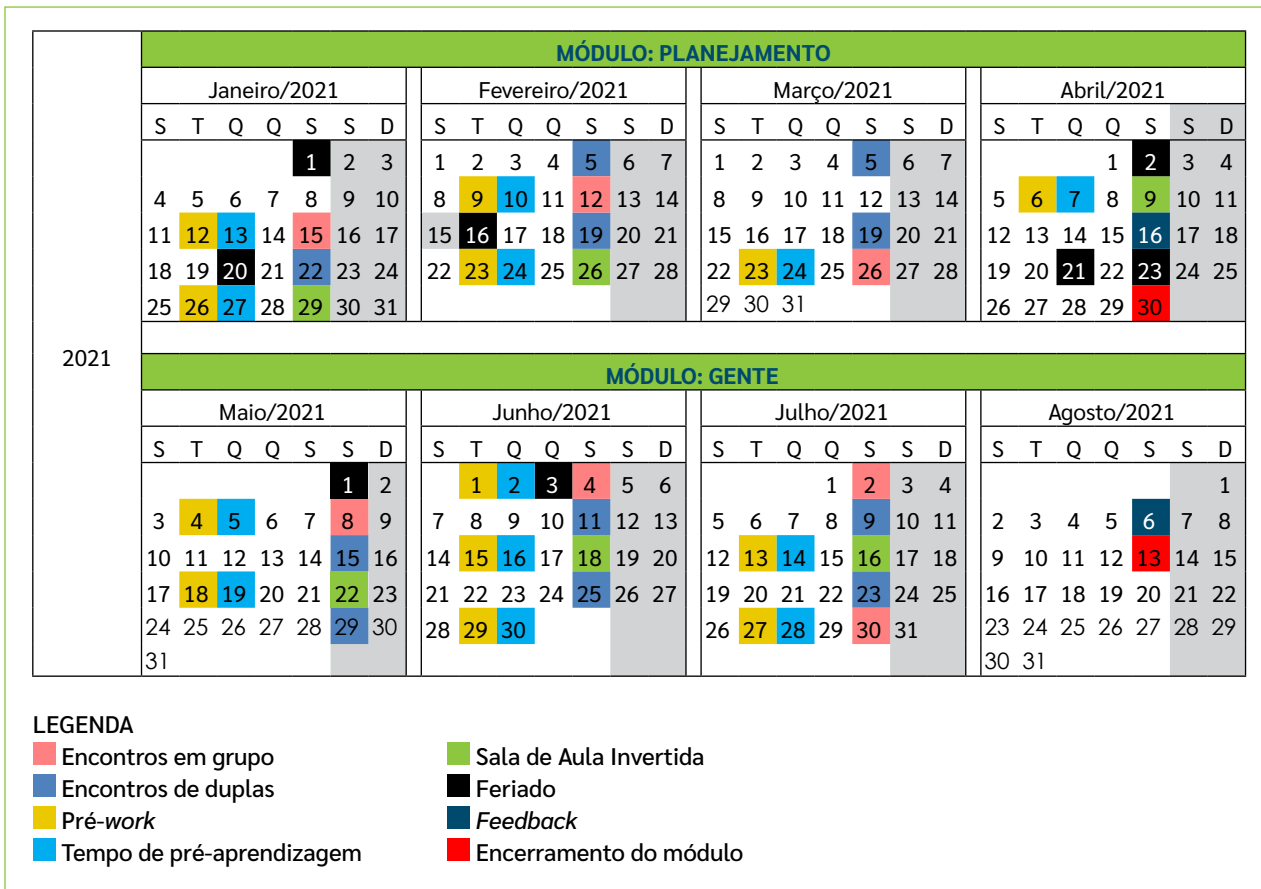 MÓDULO: PLANEJAMENTO
Janeiro/2021 Fevereiro/2021 Março/2021 Abril/2021
S T Q Q S S D S T Q Q S S D S T Q Q S S D S T Q Q S S D
1 2 3 1 2 3 4 5 6 7 1 2 3 4 5 6 7 1 2 3 4
4 5 6 7 8 9 10 8 9 10 11 12 13 14 8 9 10 11 12 13 14 5 6 7 8 9 10 11
11 12 13 14 15 16 17 15 16 17 18 19 20 21 15 16 17 18 19 20 21 12 13 14 15 16 17 18
18 19 20 21 22 23 24 22 23 24 25 26 27 28 22 23 24 25 26 27 28 19 20 21 22 23 24 25
25 26 27 28 29 30 31 29 30 31 26 27 28 29 30
2021
MÓDULO: GENTE
Maio/2021 Junho/2021 Julho/2021 Agosto/2021
S T Q Q S S D S T Q Q S S D S T Q Q S S D S T Q Q S S D
1 2 1 2 3 4 5 6 1 2 3 4 1
3 4 5 6 7 8 9 7 8 9 10 11 12 13 5 6 7 8 9 10 11 2 3 4 5 6 7 8
10 11 12 13 14 15 16 14 15 16 17 18 19 20 12 13 14 15 16 17 18 9 10 11 12 13 14 15
17 18 19 20 21 22 23 21 22 23 24 25 26 27 19 20 21 22 23 24 25 16 17 18 19 20 21 22
24 25 26 27 28 29 30 28 29 30 26 27 28 29 30 31 23 24 25 26 27 28 29
31 30 31
LEGENDA
Encontros em grupo
Encontros de duplas
Pré-work
Tempo de pré-aprendizagem
Sala de Aula Invertida
Feriado
Feedback
Encerramento do módulo